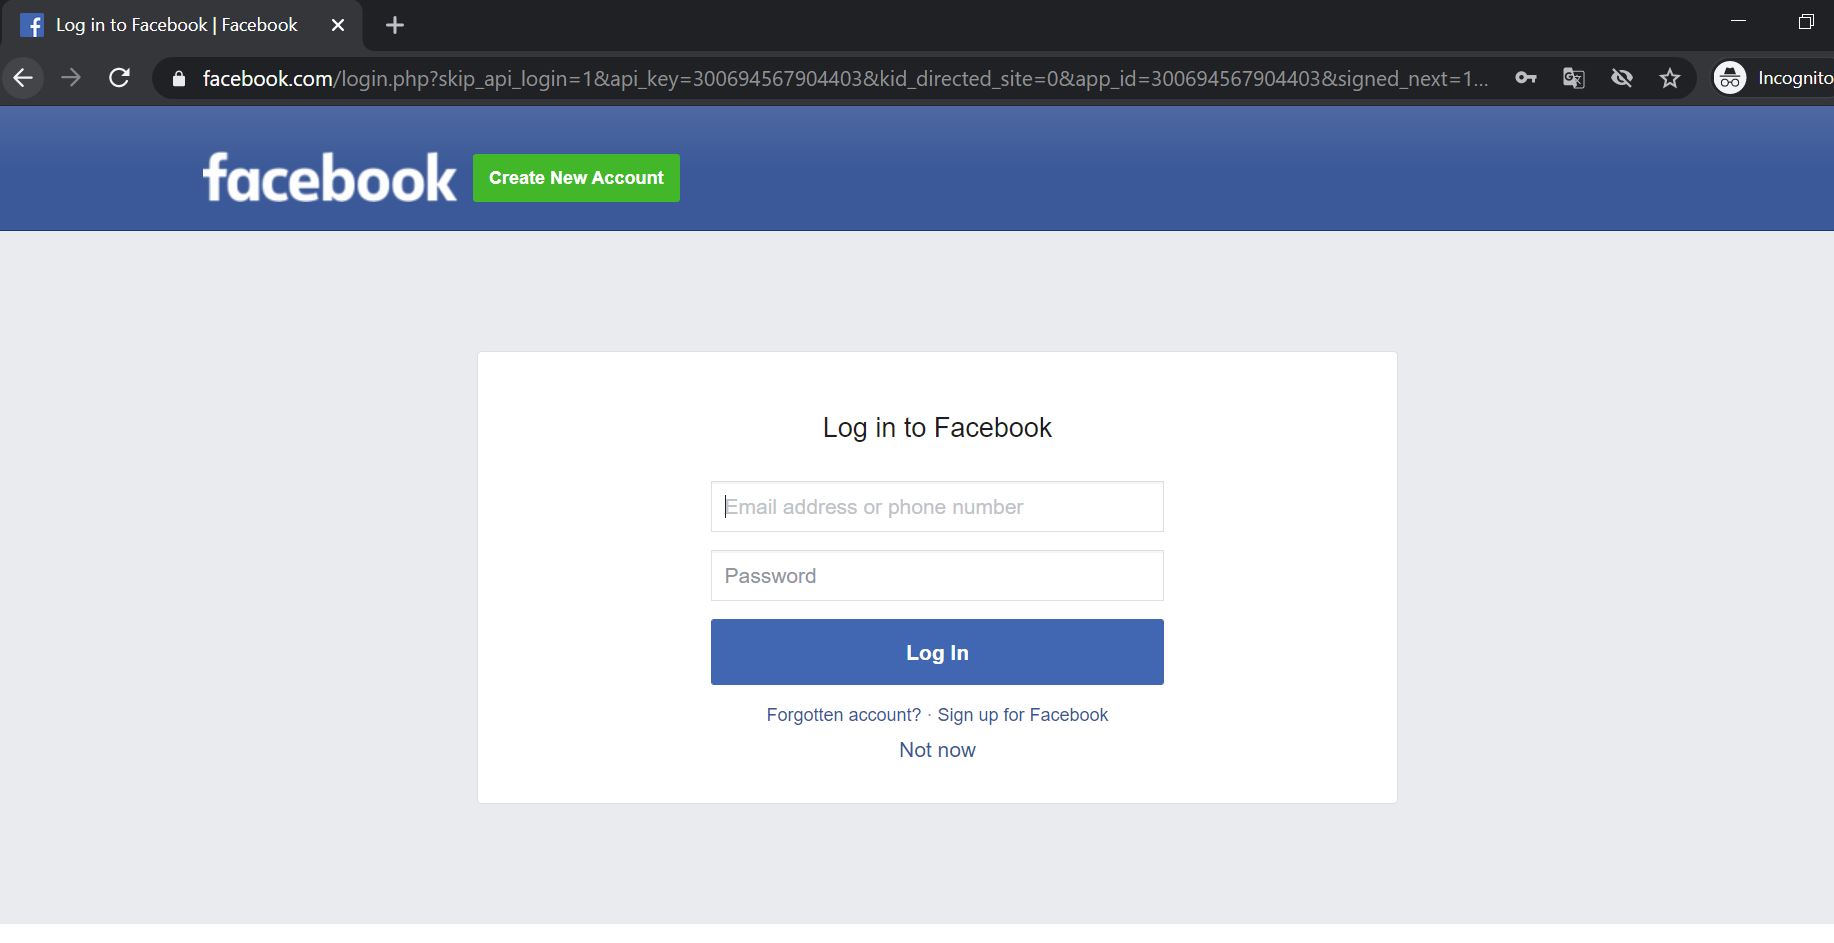 Log in to Facebook | Facebook
facebook.com/login.php?skip_api_login=1&api_key=300694567904403&kid_directed_site=0&app_id=300694567904403&signed_next=1...
Incognito
facebook
Create New Account
Log in to Facebook
Email address or phone number
Password
Log In
Forgotten account? · Sign up for Facebook
Not now